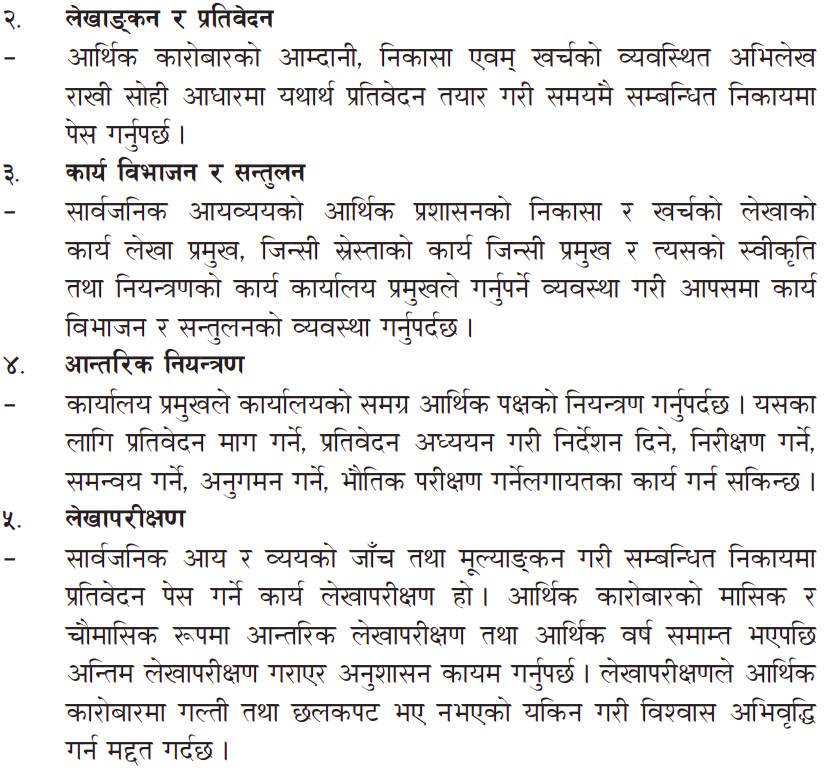 २. लेखाङ्कन र प्रतिवेदन
– आर्थिक कारोबारको आम्दानी, निकासा एवम् खर्चको व्यवस्थित अभिलेख
राखी सोही आधारमा यथार्थ प्रतिवेदन तयार गरी समयमै सम्बन्धित निकायमा
पेस गर्नुपर्छ ।
३. कार्य विभाजन र सन्तुलन
– सार्वजनिक आयव्ययको आर्थिक प्रशासनको निकासा र खर्चको लेखाको
कार्य लेखा प्रमुख, जिन्सी स्रेस्ताको कार्य जिन्सी प्रमुख र त्यसको स्वीकृति
तथा नियन्त्रणको कार्य कार्यालय प्रमुखले गर्नुपर्ने व्यवस्था गरी आपसमा कार्य
विभाजन र सन्तुलनको व्यवस्था गर्नुपर्दछ ।
४. आन्तरिक नियन्त्रण
– कार्यालय प्रमुखले कार्यालयको समग्र आर्थिक पक्षको नियन्त्रण गर्नुपर्दछ । यसका
लागि प्रतिवेदन माग गर्ने, प्रतिवेदन अध्ययन गरी निर्देशन दिने, निरीक्षण गर्ने,
समन्वय गर्ने, अनुगमन गर्ने, भौतिक परीक्षण गर्नेलगायतका कार्य गर्न सकिन्छ ।
५. लेखापरीक्षण
– सार्वजनिक आय र व्ययको जाँच तथा मूल्याङ्कन गरी सम्बन्धित निकायमा
प्रतिवेदन पेस गर्ने कार्य लेखापरीक्षण हो । आर्थिक कारोबारको मासिक र
चौमासिक रूपमा आन्तरिक लेखापरीक्षण तथा आर्थिक वर्ष समाप्त भएपछि
अन्तिम लेखापरीक्षण गराएर अनुशासन कायम गर्नुपर्छ । लेखापरीक्षणले आर्थिक
कारोबारमा गल्ती तथा छलकपट भए नभएको यकिन गरी विश्वास अभिवृद्धि
गर्न मद्दत गर्दछ ।